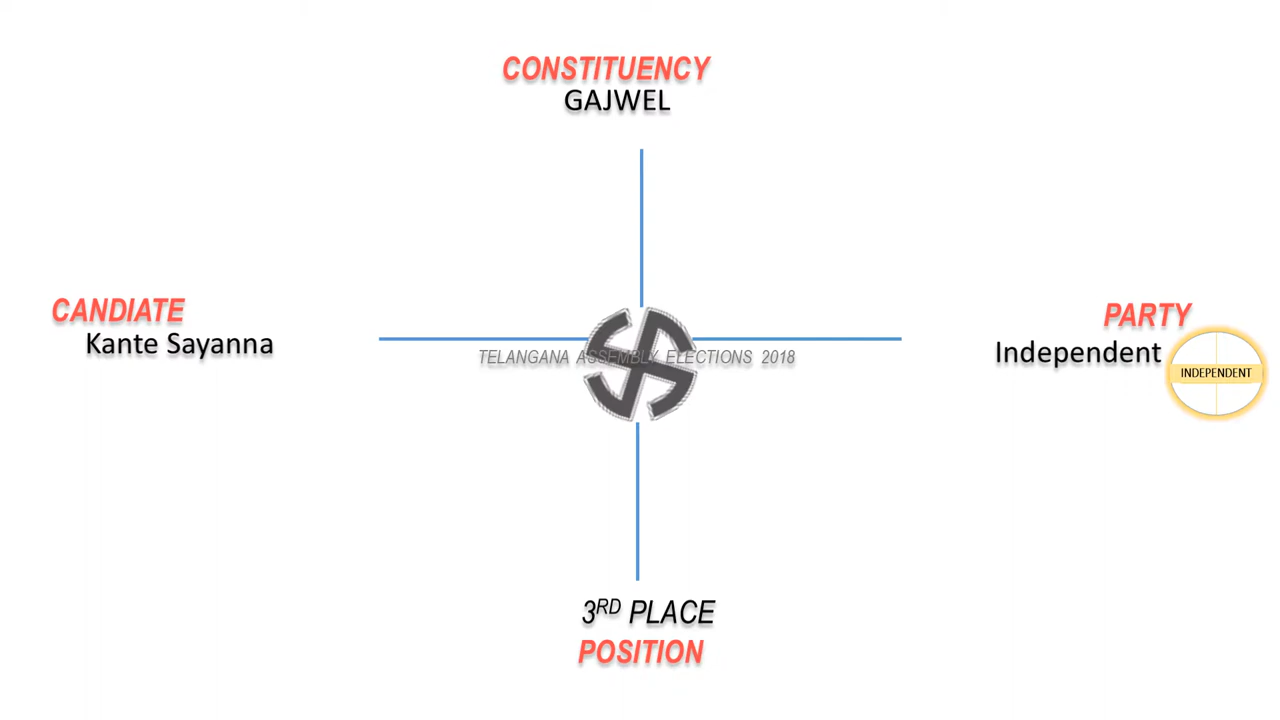 CONSTITUENCY
GAJWEL
CANDIATE
Kante Sayanna
TELANGANA ASSEMBLY ELECTIONS 2018
PARTY
Independent
INDEPENDENT
3RD PLACE
POSITION